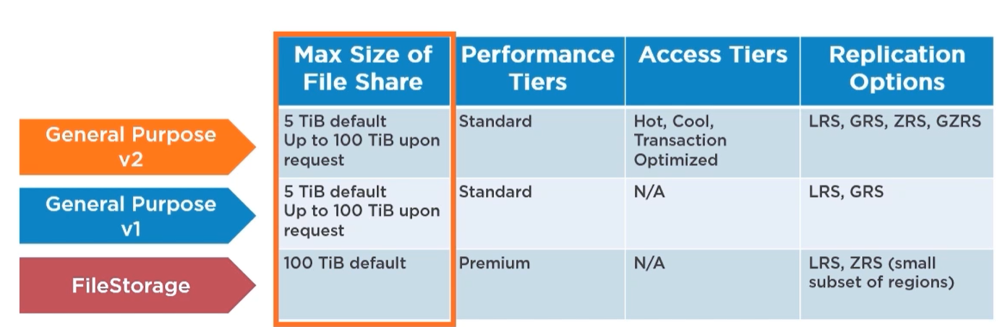 Max Size of
File Share
Performance
Tiers
Access Tiers
Replication
Options
General Purpose
v2
5 TiB default
Up to 100 TiB upon
request
Standard
Hot, Cool,
Transaction
Optimized
LRS, GRS, ZRS, GZRS
General Purpose
v1
5 TiB default
Up to 100 TiB upon
request
Standard
N/A
LRS, GRS
FileStorage
100 TiB default
Premium
N/A
LRS, ZRS (small
subset of regions)